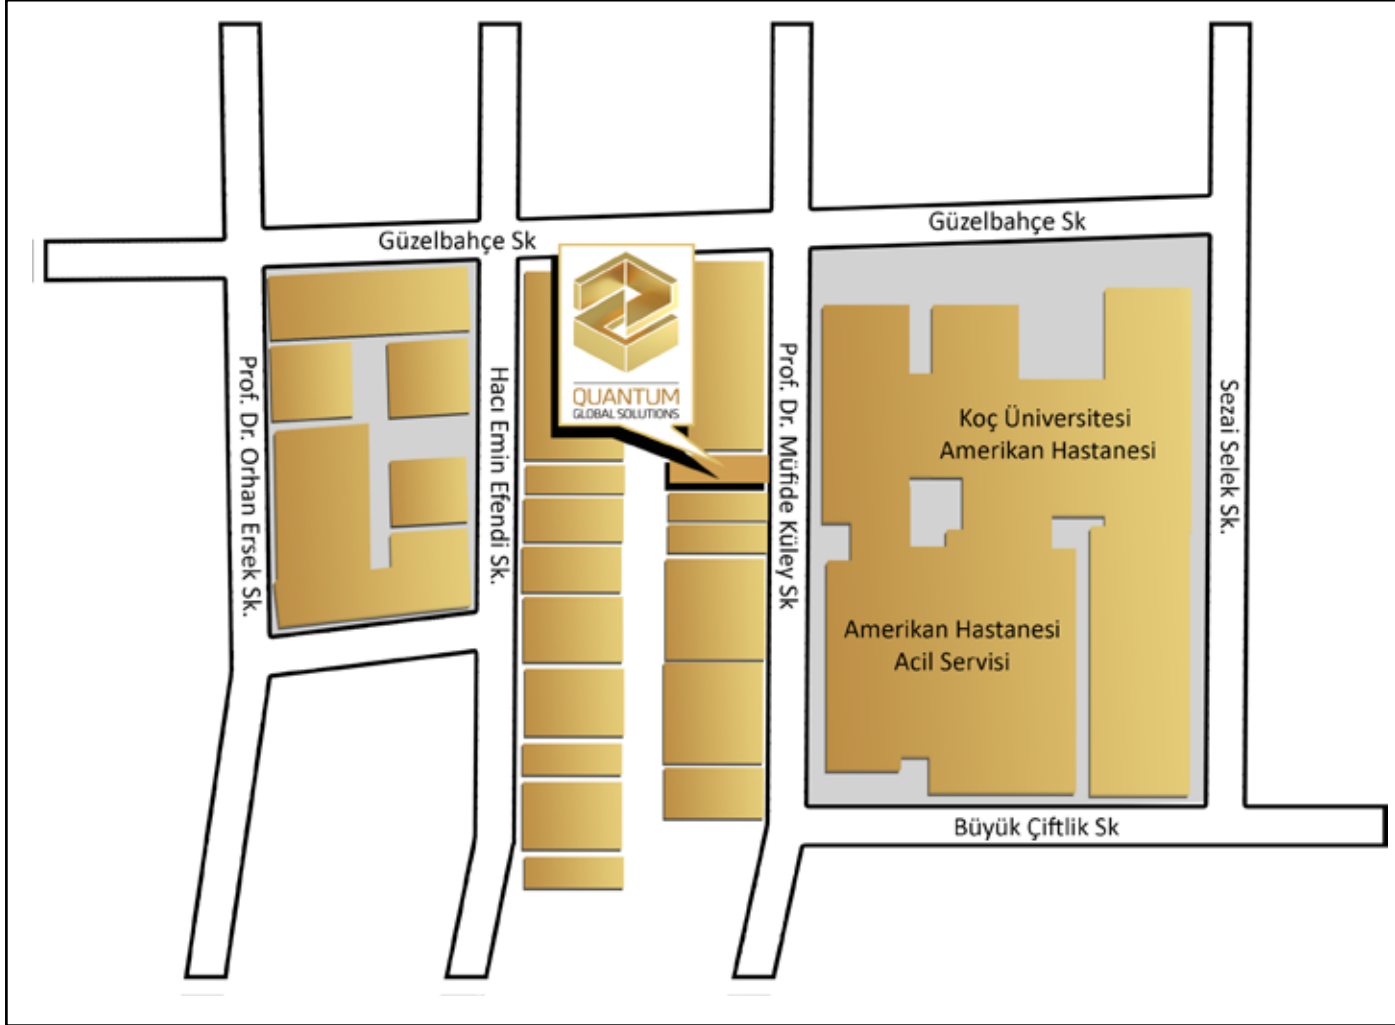 Güzelbahçe Sk
Güzelbahçe Sk
QUANTUM
GLOBAL SOLUTIONS
Prof. Dr. Orhan Ersek Sk.
Hacı Emin Efendi Sk.
Prof. Dr. Müfide Küley Sk
Koç Üniversitesi
Amerikan Hastanesi
Sezai Selek Sk.
Amerikan Hastanesi
Acil Servisi
Büyük Çiftlik Sk